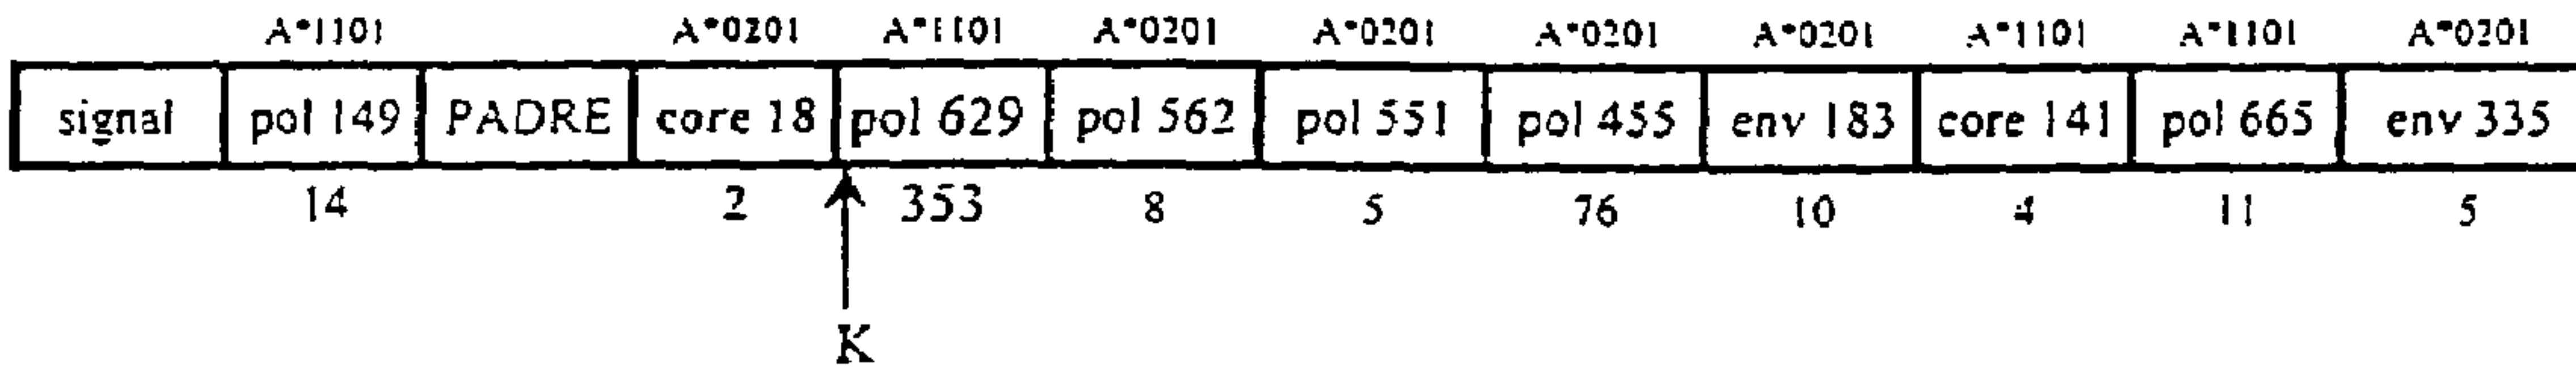 A*1101 A*0201 A*1101 A*0201 A*0201 A*0201 A*0201 A*1101 A*1101 A*0201
signal pol 149 PADRE core 18 pol 629 pol 562 pol 551 pol 455 env 183 core 141 pol 665 env 335
14 2 353 8 5 76 10 4 11 5
K